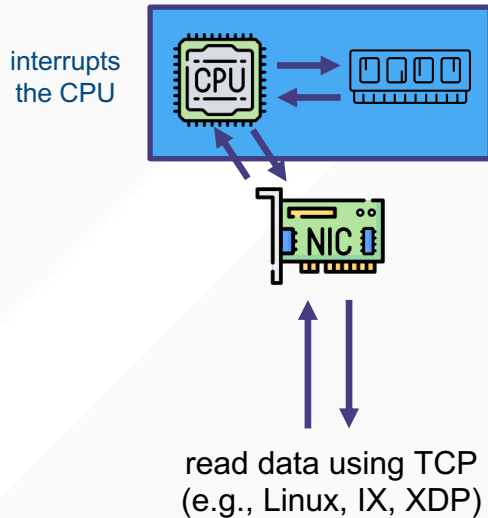 interrupts
the CPU
CPU
NIC
read data using TCP
(e.g., Linux, IX, XDP)